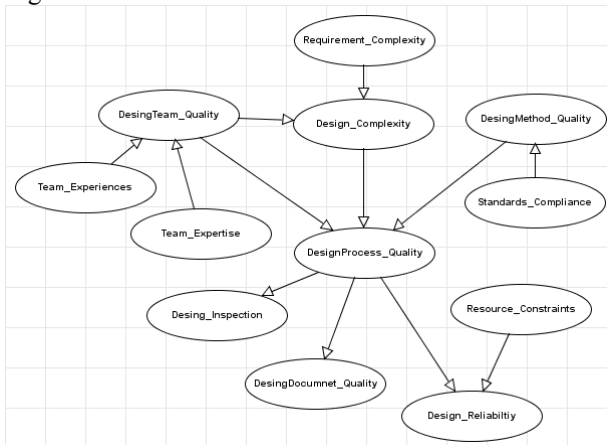 Requirement_Complexity
DesingTeam_Quality
Design_Complexity
DesingMethod_Quality
Team_Experiences
Standards_Compliance
Team_Expertise
DesignProcess_Quality
Desing_Inspection
Resource_Constraints
DesingDocumnet_Quality
Design_Reliabiltiy